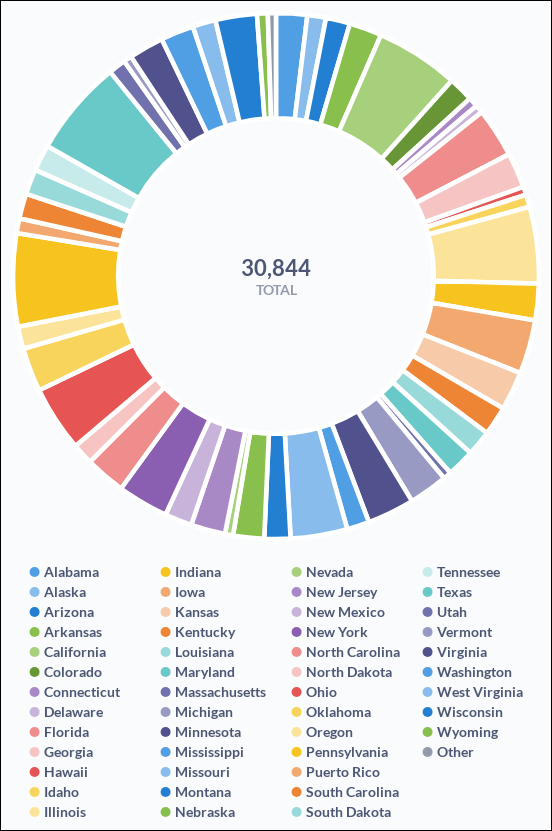 30,844
TOTAL
Alabama
Alaska
Arizona
Arkansas
California
Colorado
Connecticut
Delaware
Florida
Georgia
Hawaii
Idaho
Illinois
Indiana
Iowa
Kansas
Kentucky
Louisiana
Maryland
Massachusetts
Michigan
Minnesota
Mississippi
Missouri
Montana
Nebraska
Nevada
New Jersey
New Mexico
New York
North Carolina
North Dakota
Ohio
Oklahoma
Oregon
Pennsylvania
Puerto Rico
South Carolina
South Dakota
Tennessee
Texas
Utah
Vermont
Virginia
Washington
West Virginia
Wisconsin
Wyoming
Other